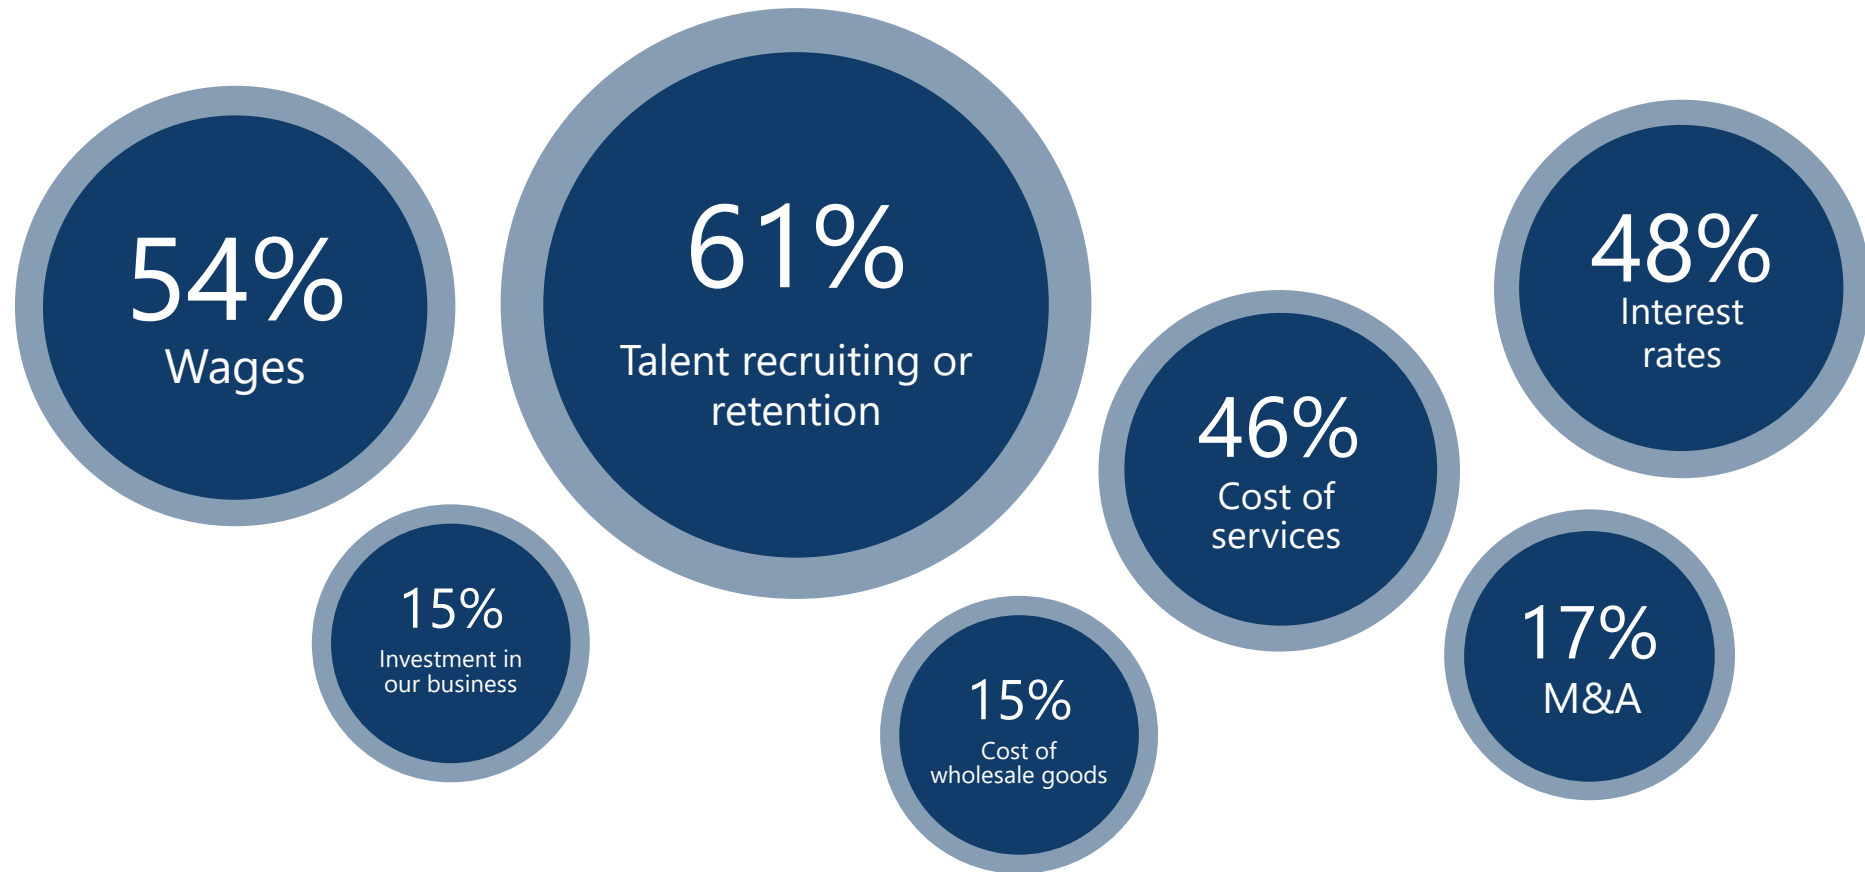 54%
Wages
61%
Talent recruiting or
retention
48%
Interest
rates
46%
Cost of
services
15%
Investment in
our business
15%
Cost of
wholesale goods
17%
M&A